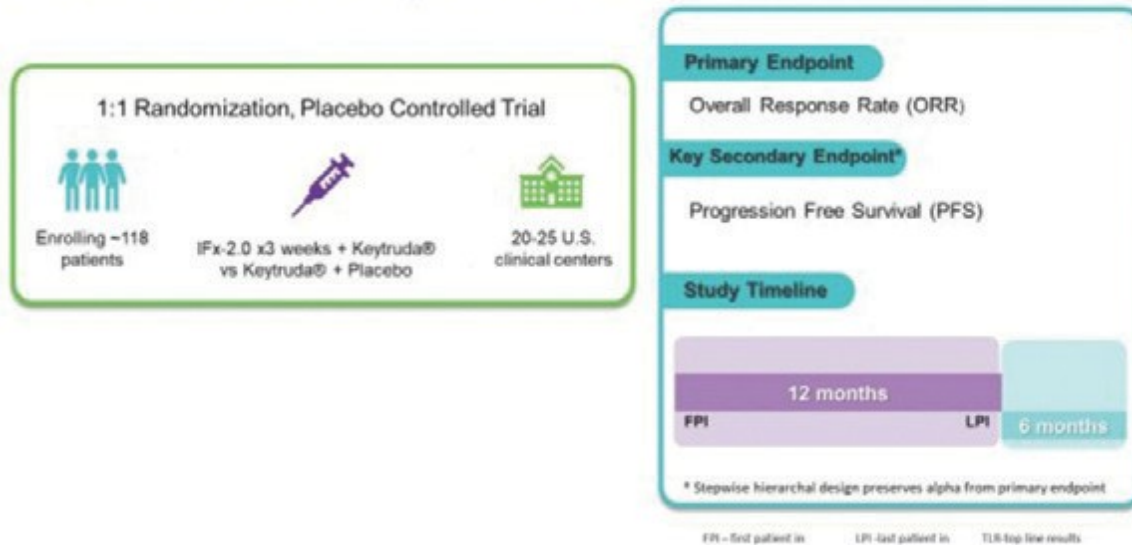 1:1 Randomization, Placebo Controlled Trial
Enrolling ~118
patients
IFx-2.0 x3 weeks + Keytruda®
vs Keytruda® + Placebo
20-25 U.S.
clinical centers
Primary Endpoint
Overall Response Rate (ORR)
Key Secondary Endpoint*
Progression Free Survival (PFS)
Study Timeline
12 months
FPI
LPI
6 months
* Stepwise hierarchal design preserves alpha from primary endpoint
FPI – first patient in
LPI -last patient in
TLR-top line results